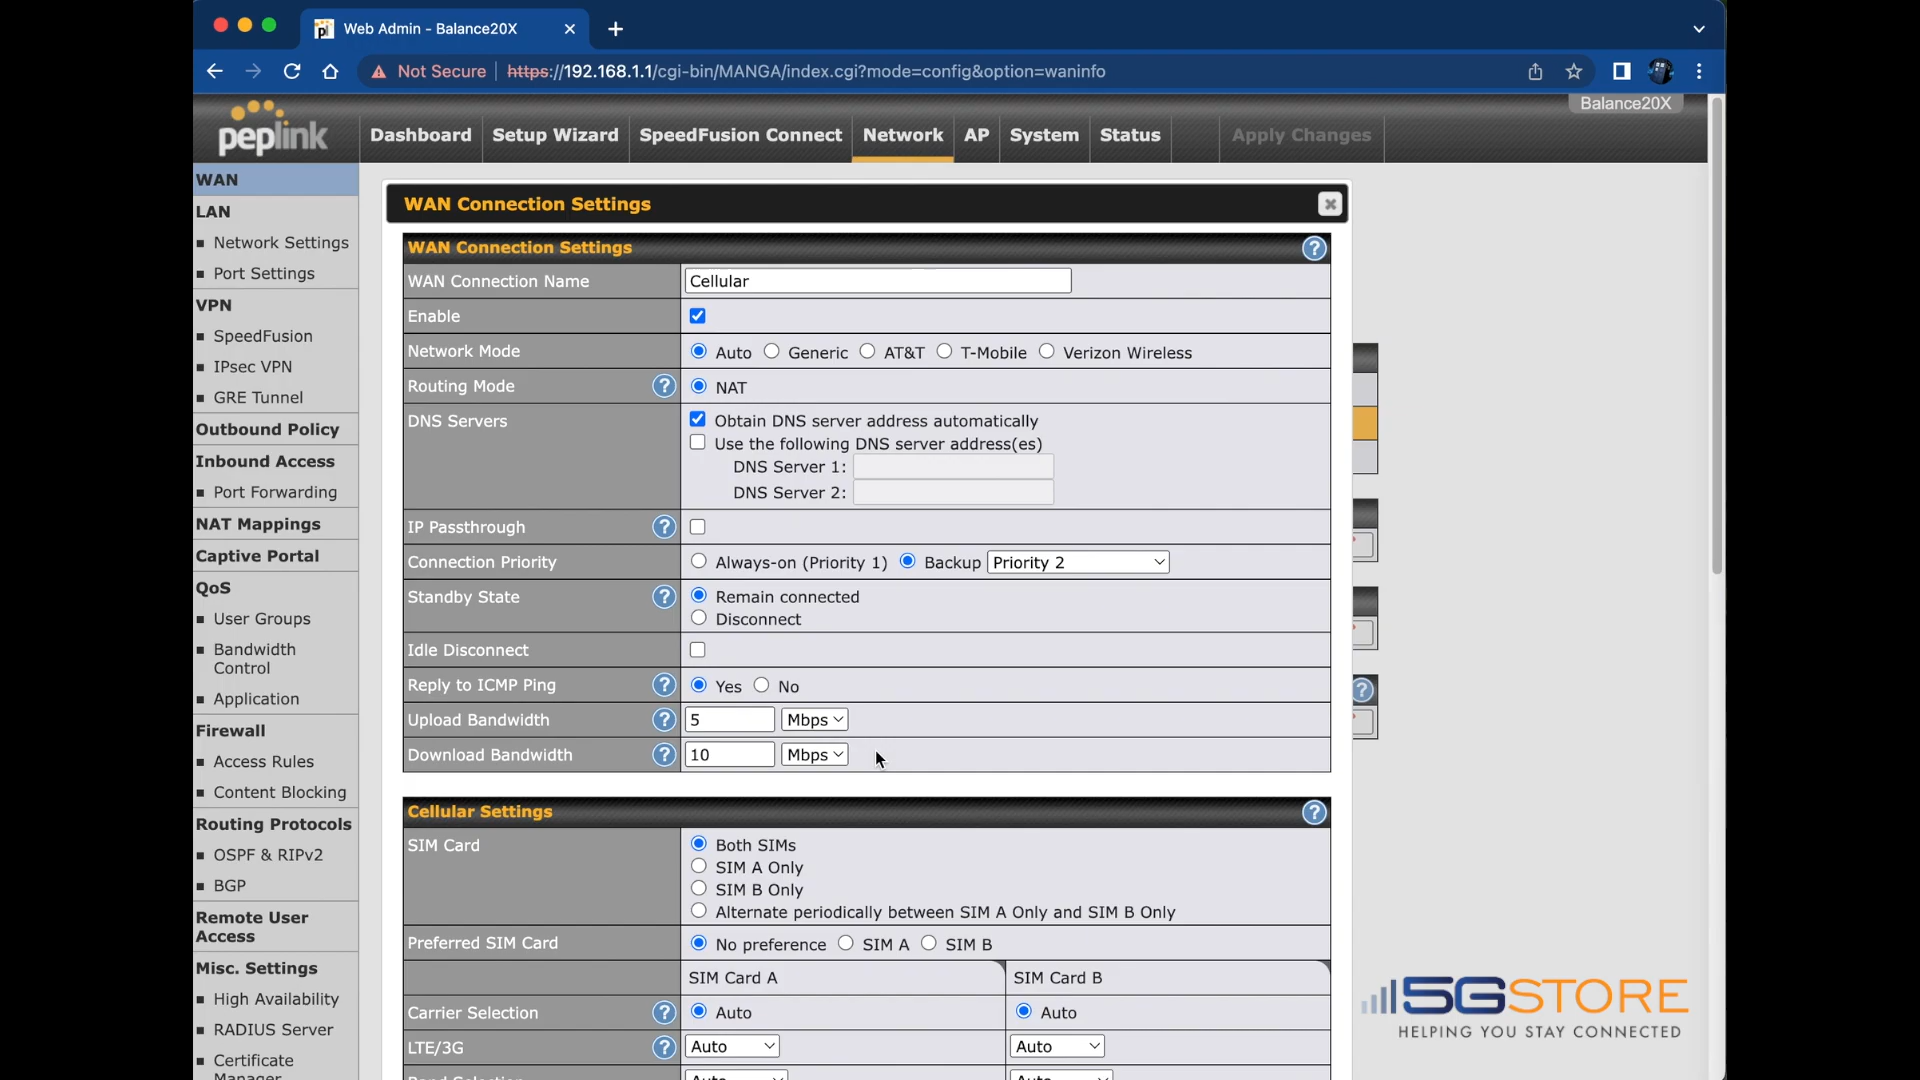 Web Admin - Balance20X
Not Secure
https://192.168.1.1/cgi-bin/MANGA/index.cgi?mode=config&option=waninfo
Balance20X
peplink
Dashboard
Setup Wizard
SpeedFusion Connect
Network
AP
System
Status
Apply Changes
WAN
LAN
Network Settings
Port Settings
VPN
SpeedFusion
IPsec VPN
GRE Tunnel
Outbound Policy
Inbound Access
Port Forwarding
NAT Mappings
Captive Portal
QoS
User Groups
Bandwidth
Control
Application
Firewall
Access Rules
Content Blocking
Routing Protocols
OSPF & RIPv2
BGP
Remote User
Access
Misc. Settings
High Availability
RADIUS Server
Certificate
Manager
WAN Connection Settings
WAN Connection Settings
WAN Connection Name Cellular
Enable
Network Mode Auto Generic AT&T T-Mobile Verizon Wireless
Routing Mode NAT
DNS Servers Obtain DNS server address automatically
Use the following DNS server address(es)
DNS Server 1:
DNS Server 2:
IP Passthrough
Connection Priority Always-on (Priority 1) Backup Priority 2
Standby State Remain connected
Disconnect
Idle Disconnect
Reply to ICMP Ping Yes No
Upload Bandwidth 5 Mbps
Download Bandwidth 10 Mbps
Cellular Settings
SIM Card Both SIMs
SIM A Only
SIM B Only
Alternate periodically between SIM A Only and SIM B Only
Preferred SIM Card No preference SIM A SIM B
SIM Card A SIM Card B
Carrier Selection Auto Auto
LTE/3G Auto Auto
Band Selection Auto Auto
5GSTORE
HELPING YOU STAY CONNECTED